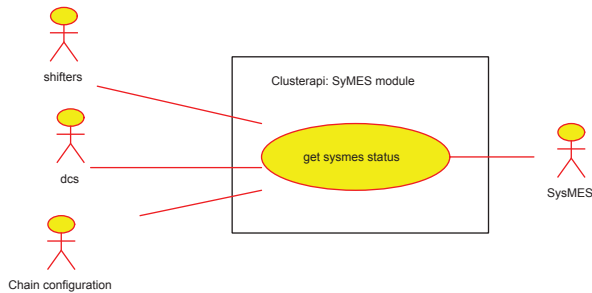 shifters
Clusterapi: SyMES module
get sysmes status
dcs
SysMES
Chain configuration